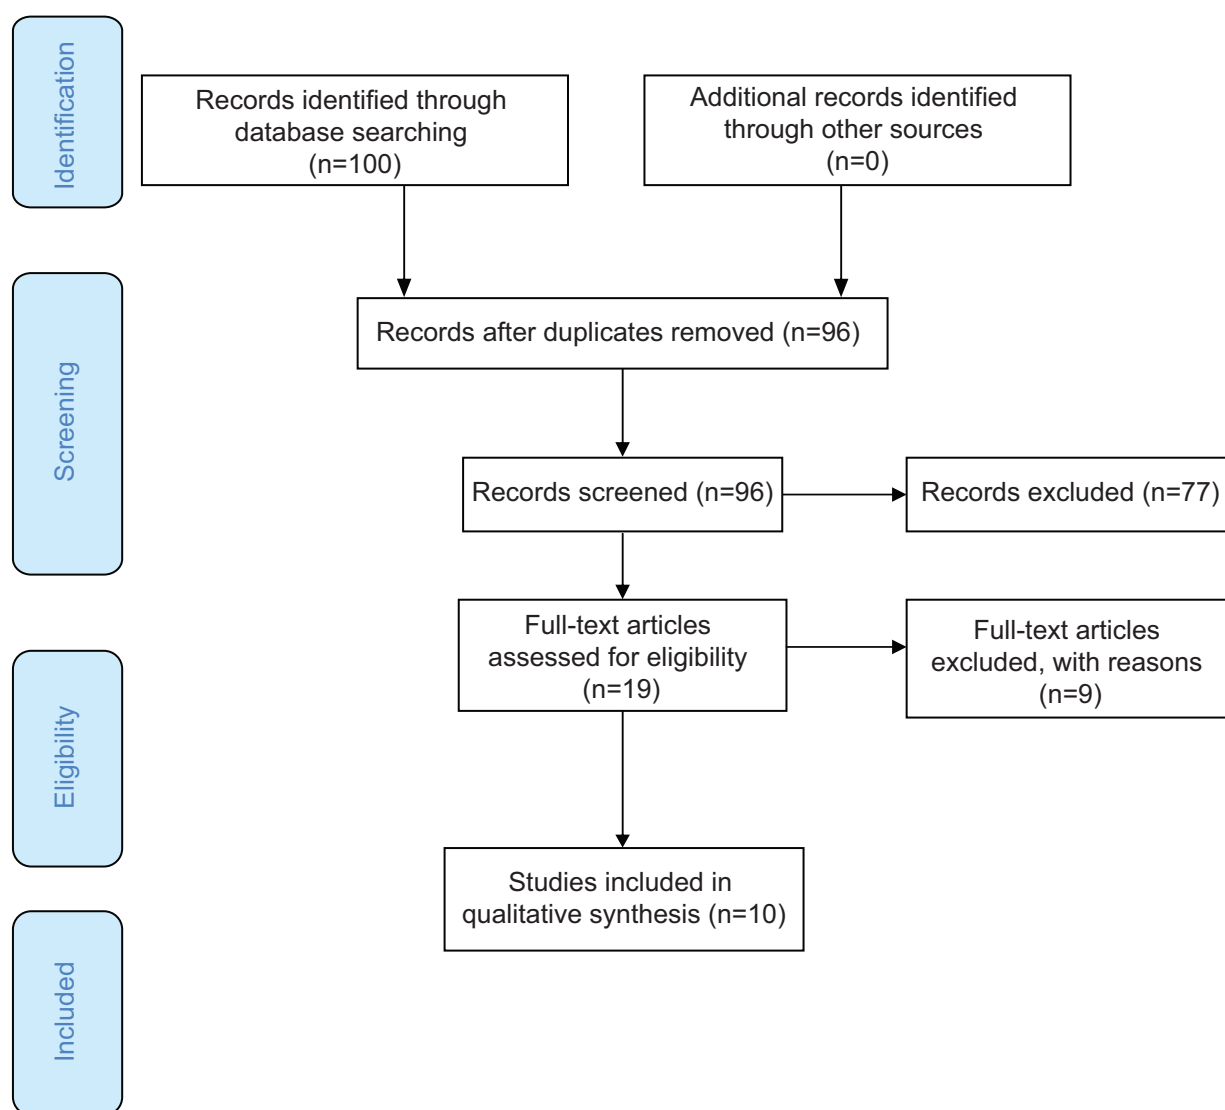 Identification
Records identified through
database searching
(n=100)
Additional records identified
through other sources
(n=0)
Screening
Records after duplicates removed (n=96)
Records screened (n=96)
Records excluded (n=77)
Eligibility
Full-text articles
assessed for eligibility
(n=19)
Full-text articles
excluded, with reasons
(n=9)
Included
Studies included in
qualitative synthesis (n=10)